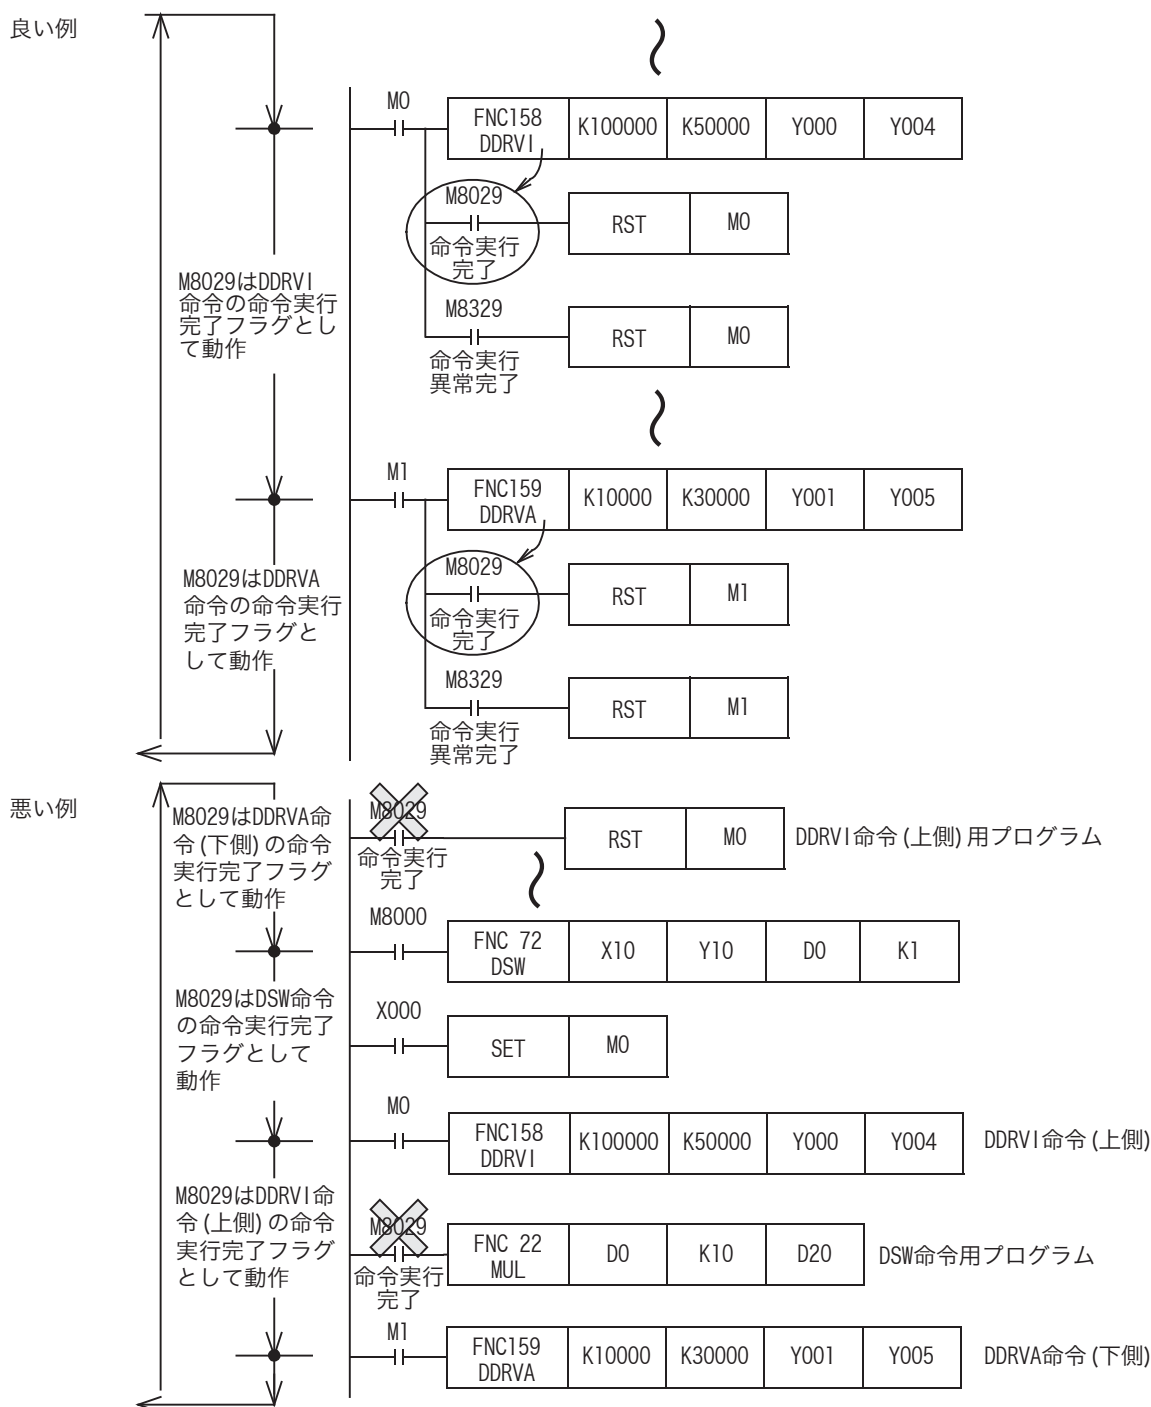 良い例
M0
FNC158
DDRVI
K100000
K50000
Y000
Y004
M8029
命令実行
完了
RST
M0
M8029はDDRVI
命令の命令実行
完了フラグとし
て動作
M8329
命令実行
異常完了
RST
M0
M1
FNC159
DDRVA
K10000
K30000
Y001
Y005
M8029
命令実行
完了
RST
M1
M8029はDDRVA
命令の命令実行
完了フラグと
して動作
M8329
命令実行
異常完了
RST
M1
悪い例
M8029はDDRVA命
令(下側)の命令
実行完了フラグ
として動作
M8029
命令実行
完了
RST
M0
DDRVI命令(上側)用プログラム
M8000
FNC 72
DSW
X10
Y10
D0
K1
M8029はDSW命令
の命令実行完了
フラグとして
動作
X000
SET
M0
M0
FNC158
DDRVI
K100000
K50000
Y000
Y004
DDRVI命令(上側)
M8029はDDRVI命
令(上側)の命令
実行完了フラグ
として動作
M8029
命令実行
完了
FNC 22
MUL
D0
K10
D20
DSW命令用プログラム
M1
FNC159
DDRVA
K10000
K30000
Y001
Y005
DDRVA命令(下側)